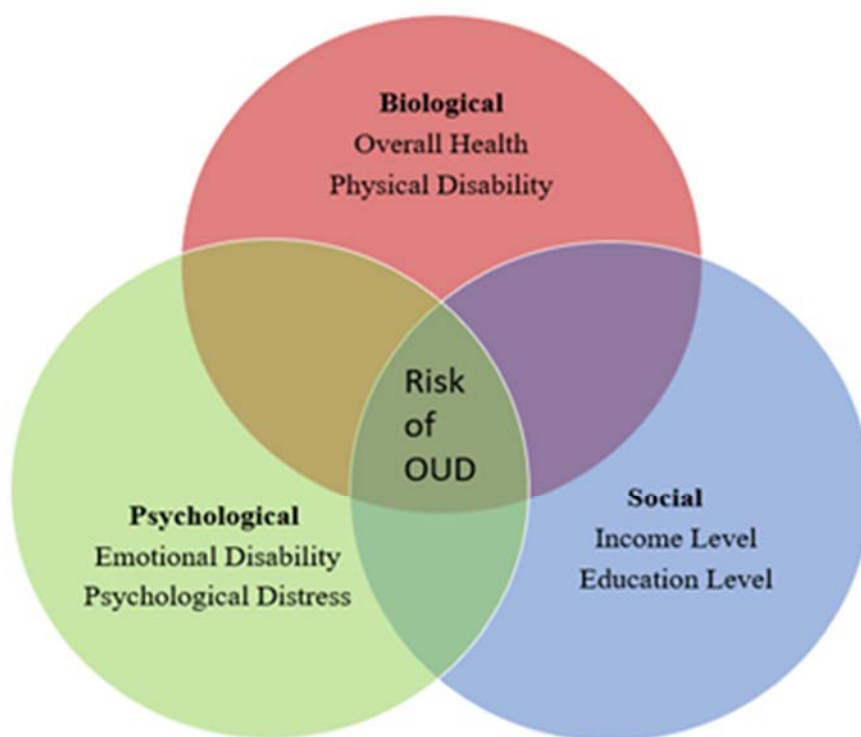 Biological
Overall Health
Physical Disability
Risk
of
OUD
Psychological
Emotional Disability
Psychological Distress
Social
Income Level
Education Level